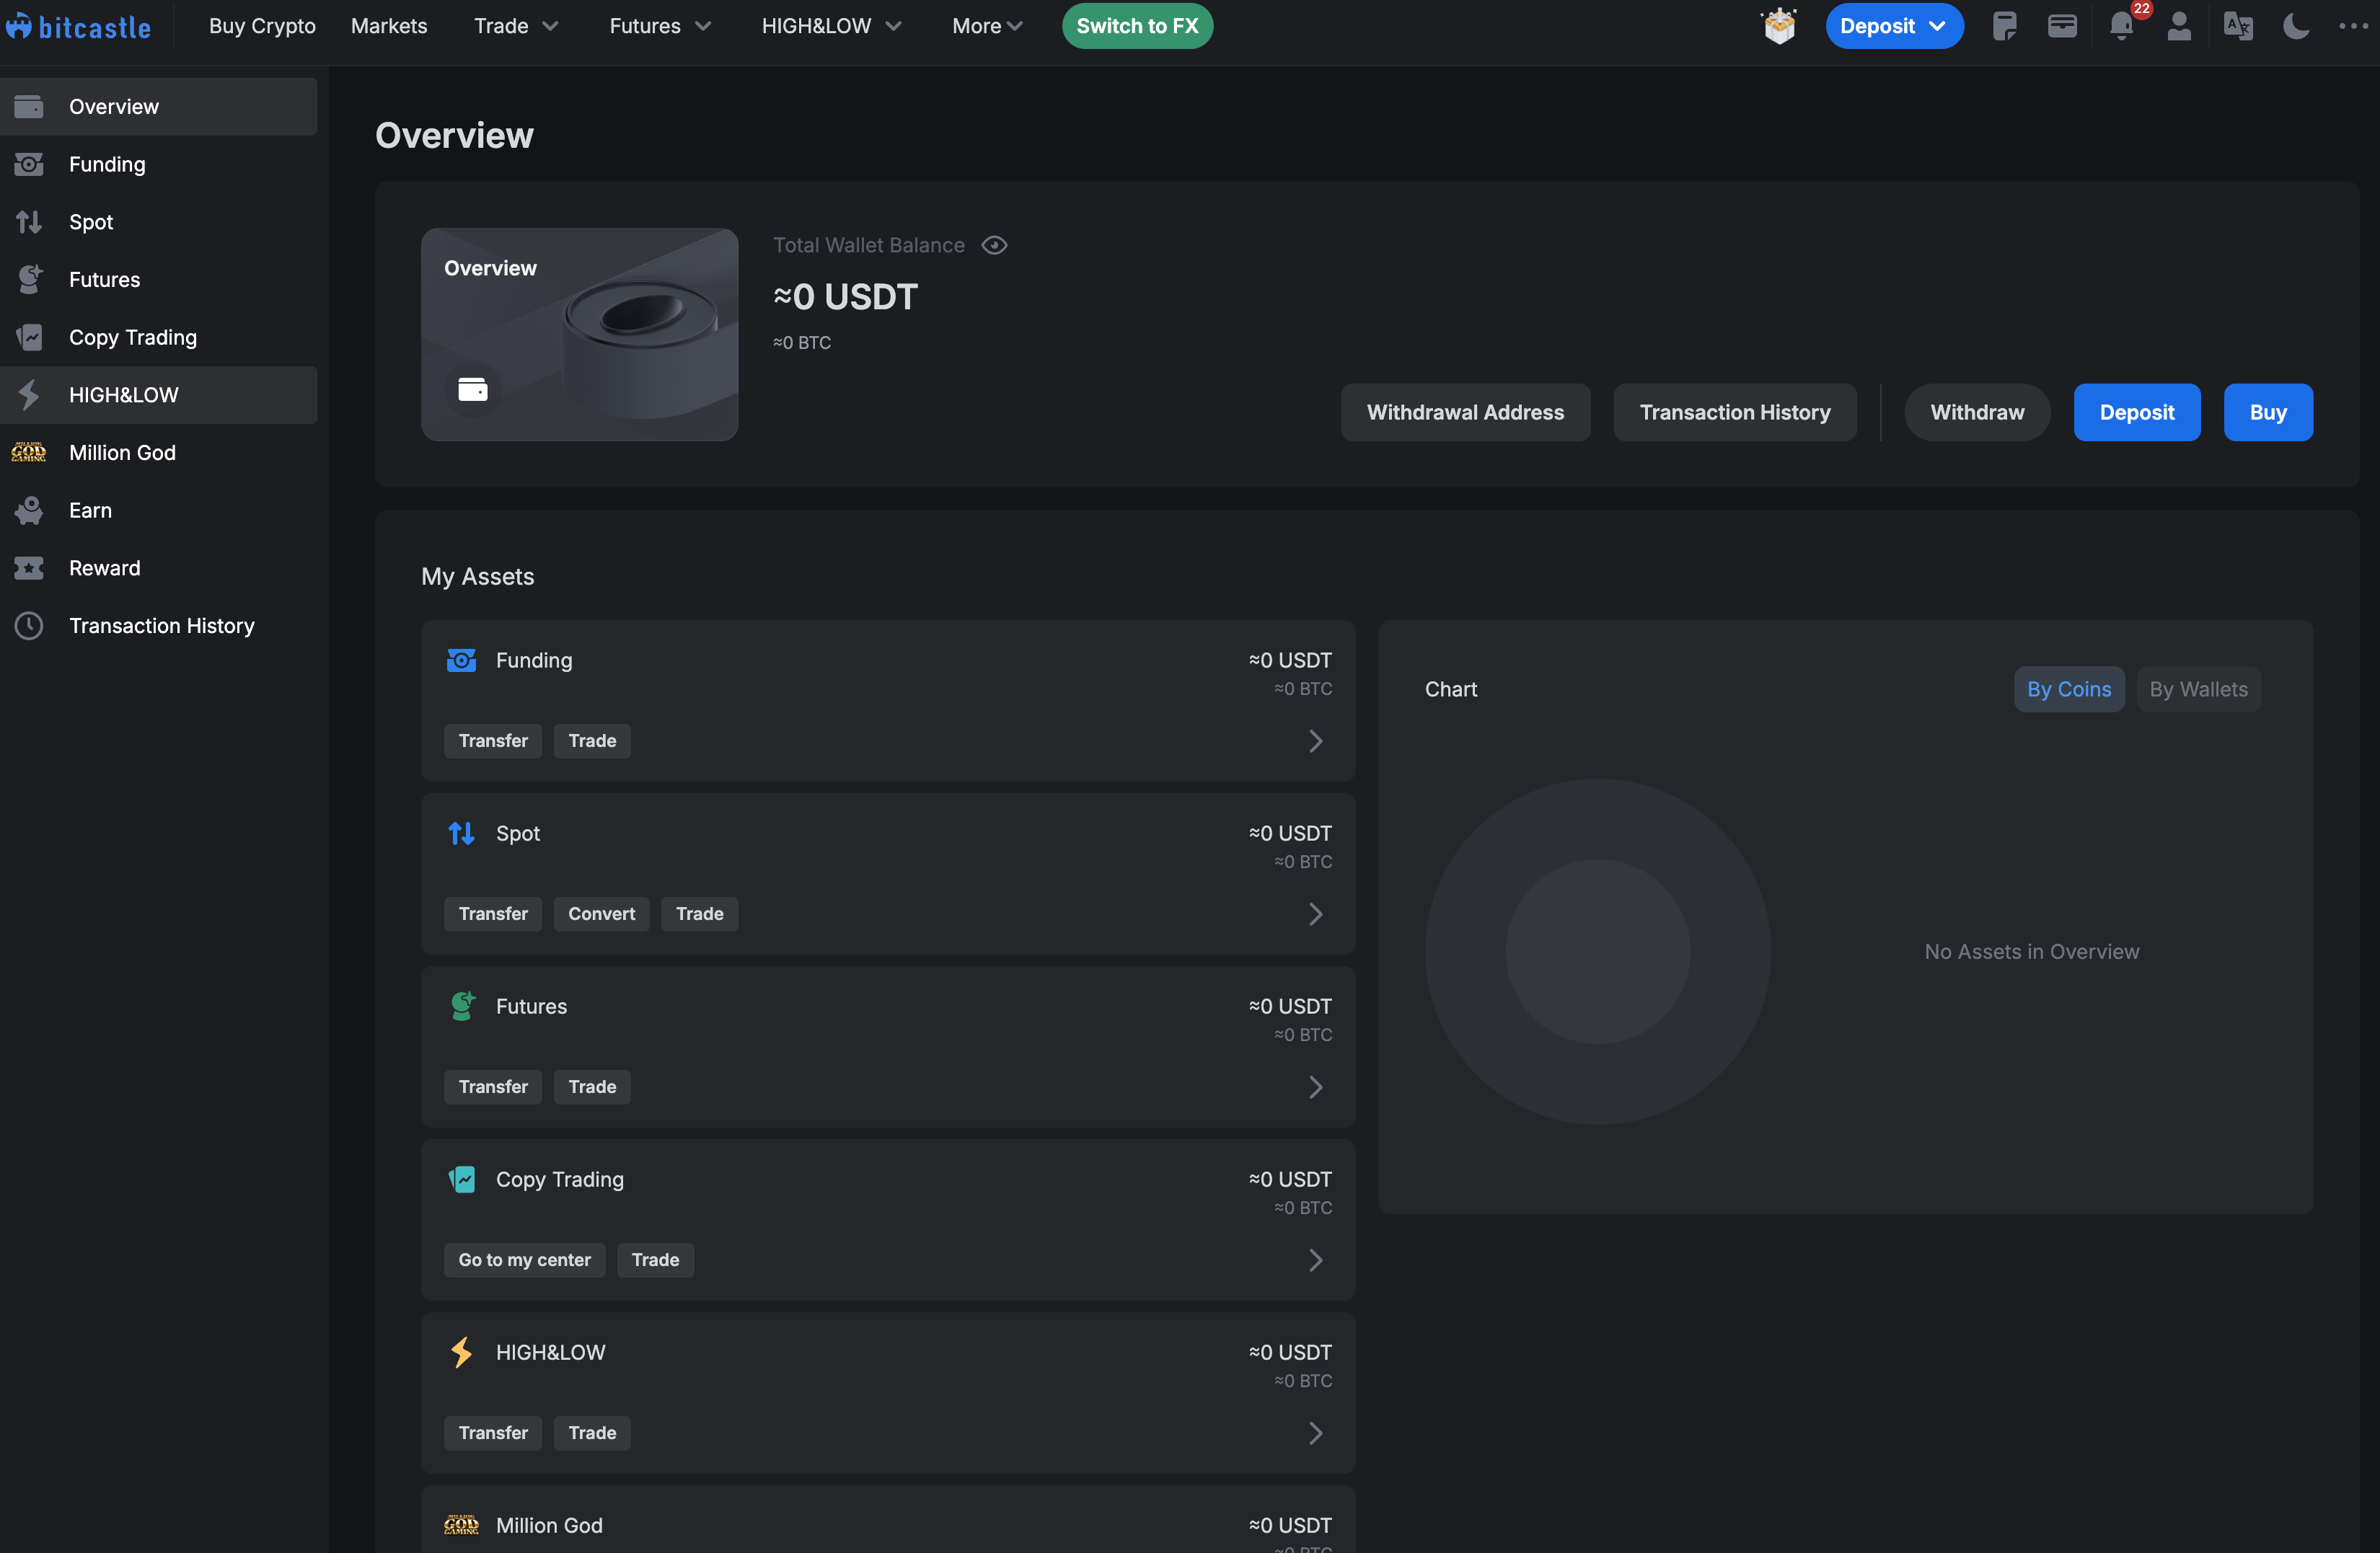 bitcastle
Buy Crypto
Markets
Trade
Futures
HIGH&LOW
More
Switch to FX
Deposit
22
Overview
Funding
Spot
Futures
Copy Trading
HIGH&LOW
Million God
Earn
Reward
Transaction History
Overview
Overview
Total Wallet Balance
≈0 USDT
≈0 BTC
Withdrawal Address
Transaction History
Withdraw
Deposit
Buy
My Assets
Funding
≈0 USDT
≈0 BTC
Transfer
Trade
Spot
≈0 USDT
≈0 BTC
Transfer
Convert
Trade
Futures
≈0 USDT
≈0 BTC
Transfer
Trade
Copy Trading
≈0 USDT
≈0 BTC
Go to my center
Trade
HIGH&LOW
≈0 USDT
≈0 BTC
Transfer
Trade
Million God
≈0 USDT
≈0 BTC
Chart
By Coins
By Wallets
No Assets in Overview